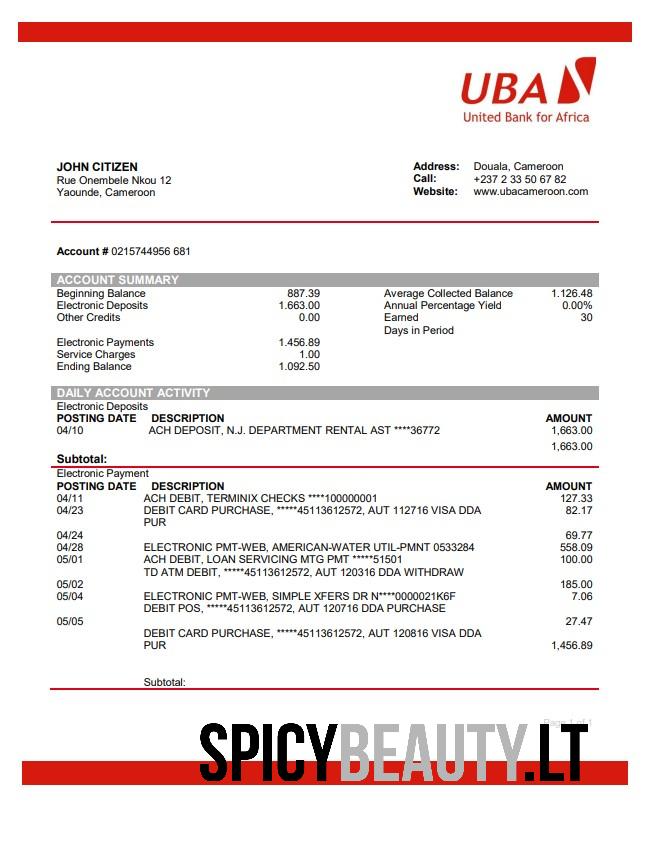 UBA
United Bank for Africa
JOHN CITIZEN
Rue Onembele Nkou 12
Yaounde, Cameroon
Address: Douala, Cameroon
Call: +237 2 33 50 67 82
Website: www.ubacameroon.com
Account # 0215744956 681
ACCOUNT SUMMARY
Beginning Balance 887.39 Average Collected Balance 1.126.48
Electronic Deposits 1.663.00 Annual Percentage Yield 0.00%
Other Credits 0.00 Earned 30
Days in Period
Electronic Payments 1.456.89
Service Charges 1.00
Ending Balance 1.092.50
DAILY ACCOUNT ACTIVITY
Electronic Deposits
POSTING DATE DESCRIPTION AMOUNT
04/10 ACH DEPOSIT, N.J. DEPARTMENT RENTAL AST ****36772 1,663.00
1,663.00
Subtotal:
Electronic Payment
POSTING DATE DESCRIPTION AMOUNT
04/11 ACH DEBIT, TERMINIX CHECKS ****100000001 127.33
04/23 DEBIT CARD PURCHASE, *****45113612572, AUT 112716 VISA DDA 82.17
PUR
04/24 69.77
04/28 ELECTRONIC PMT-WEB, AMERICAN-WATER UTIL-PMNT 0533284 558.09
05/01 ACH DEBIT, LOAN SERVICING MTG PMT *****51501 100.00
TD ATM DEBIT, *****45113612572, AUT 120316 DDA WITHDRAW
05/02 185.00
05/04 ELECTRONIC PMT-WEB, SIMPLE XFERS DR N****0000021K6F 7.06
DEBIT POS, *****45113612572, AUT 120716 DDA PURCHASE
05/05 27.47
DEBIT CARD PURCHASE, *****45113612572, AUT 120816 VISA DDA
PUR 1,456.89
Subtotal:
Page 1 of 1
SPICYBEAUTY.LT